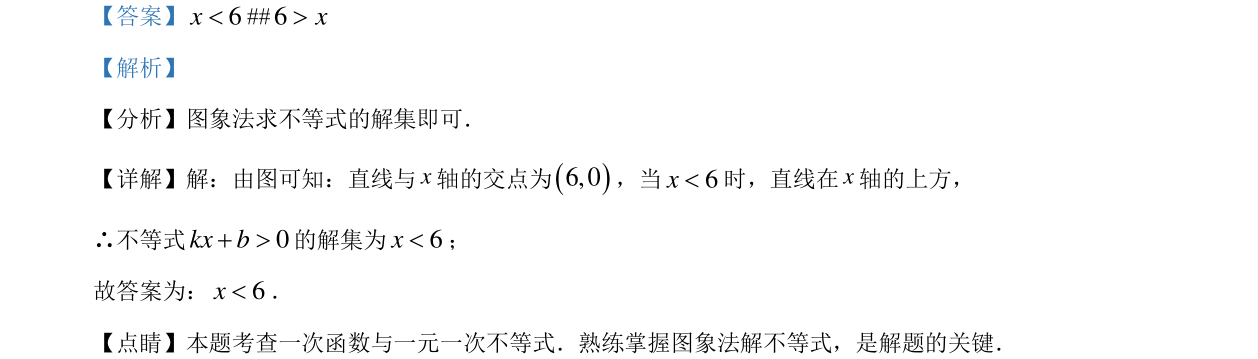 【答案】x<6##6>x
【解析】
【分析】图象法求不等式的解集即可．
【详解】解：由图可知：直线与x轴的交点为(6,0)，当x<6时，直线在x轴的上方，
∴不等式kx+b>0的解集为x<6；
故答案为：x<6．
【点睛】本题考查一次函数与一元一次不等式．熟练掌握图象法解不等式，是解题的关键．